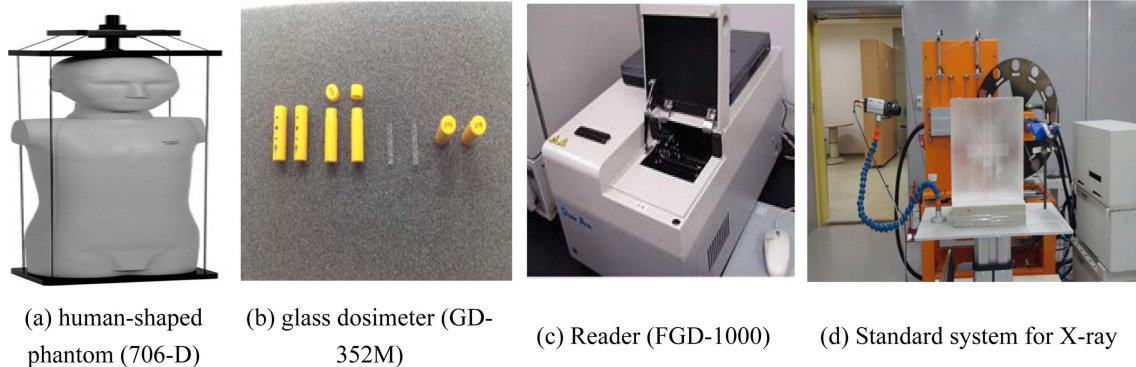 (a) human-shaped
phantom (706-D)
(b) glass dosimeter (GD-
352M)
(c) Reader (FGD-1000)
(d) Standard system for X-ray